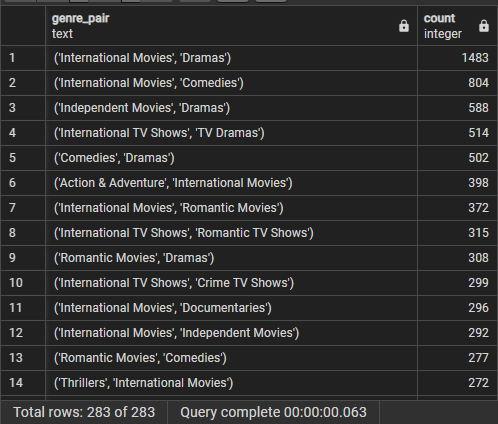 genre_pair count
text integer
1 ('International Movies', 'Dramas') 1483
2 ('International Movies', 'Comedies') 804
3 ('Independent Movies', 'Dramas') 588
4 ('International TV Shows', 'TV Dramas') 514
5 ('Comedies', 'Dramas') 502
6 ('Action & Adventure', 'International Movies') 398
7 ('International Movies', 'Romantic Movies') 372
8 ('International TV Shows', 'Romantic TV Shows') 315
9 ('Romantic Movies', 'Dramas') 308
10 ('International TV Shows', 'Crime TV Shows') 299
11 ('International Movies', 'Documentaries') 296
12 ('International Movies', 'Independent Movies') 292
13 ('Romantic Movies', 'Comedies') 277
14 ('Thrillers', 'International Movies') 272
Total rows: 283 of 283 Query complete 00:00:00.063